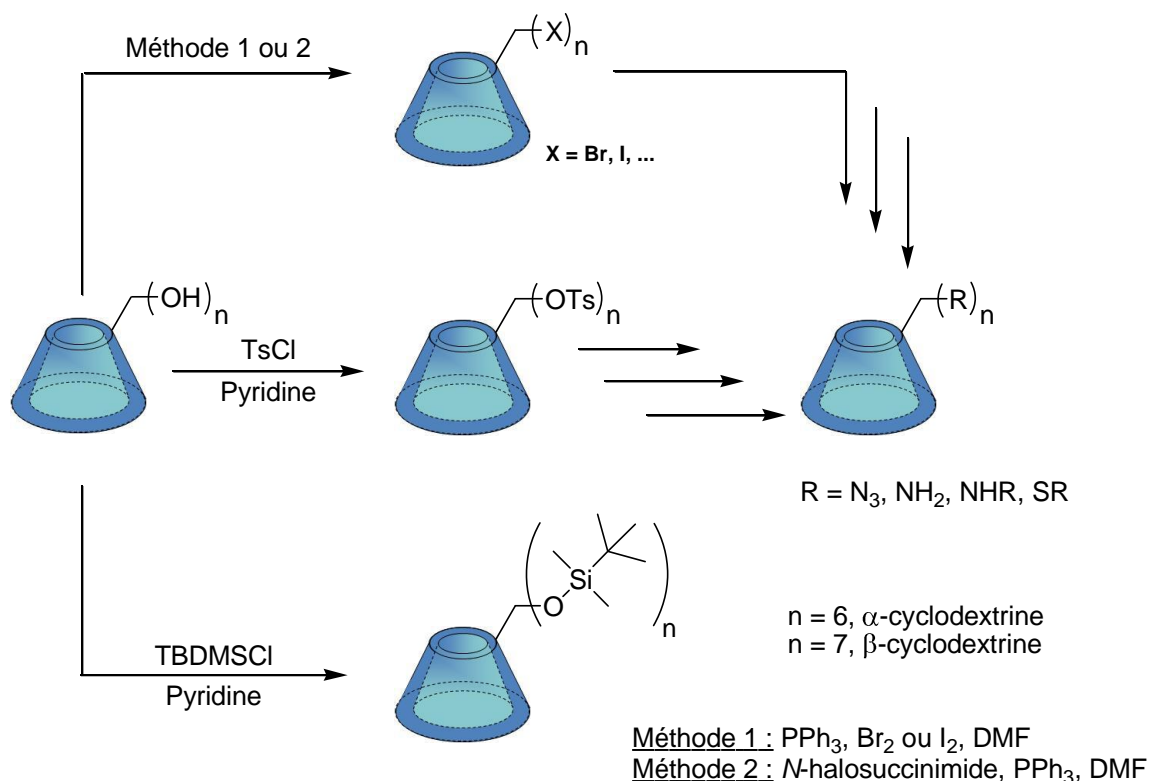 Méthode 1 ou 2
(X)n
X = Br, I, ...
(OH)n
TsCl
Pyridine
(OTs)n
(R)n
R = N3, NH2, NHR, SR
Si
O
n
TBDMSCl
Pyridine
n = 6, α-cyclodextrine
n = 7, β-cyclodextrine
Méthode 1 : PPh3, Br2 ou I2, DMF
Méthode 2 : N-halosuccinimide, PPh3, DMF